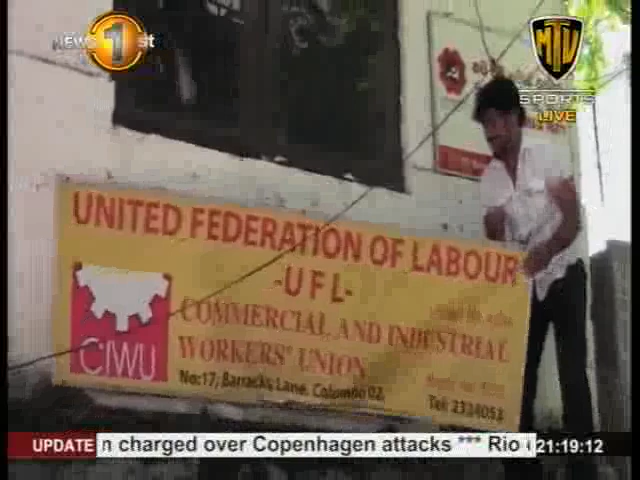 NEWS 1st
MTV
SPORTS
LIVE
UNITED FEDERATION OF LABOUR
-UFL-
COMMERCIAL AND INDUSTRIAL
WORKERS' UNION
CIWU
No:17, Barracks Lane, Colombo 02.
Tel: 2334053
UPDATE
n charged over Copenhagen attacks *** Rio
21:19:12